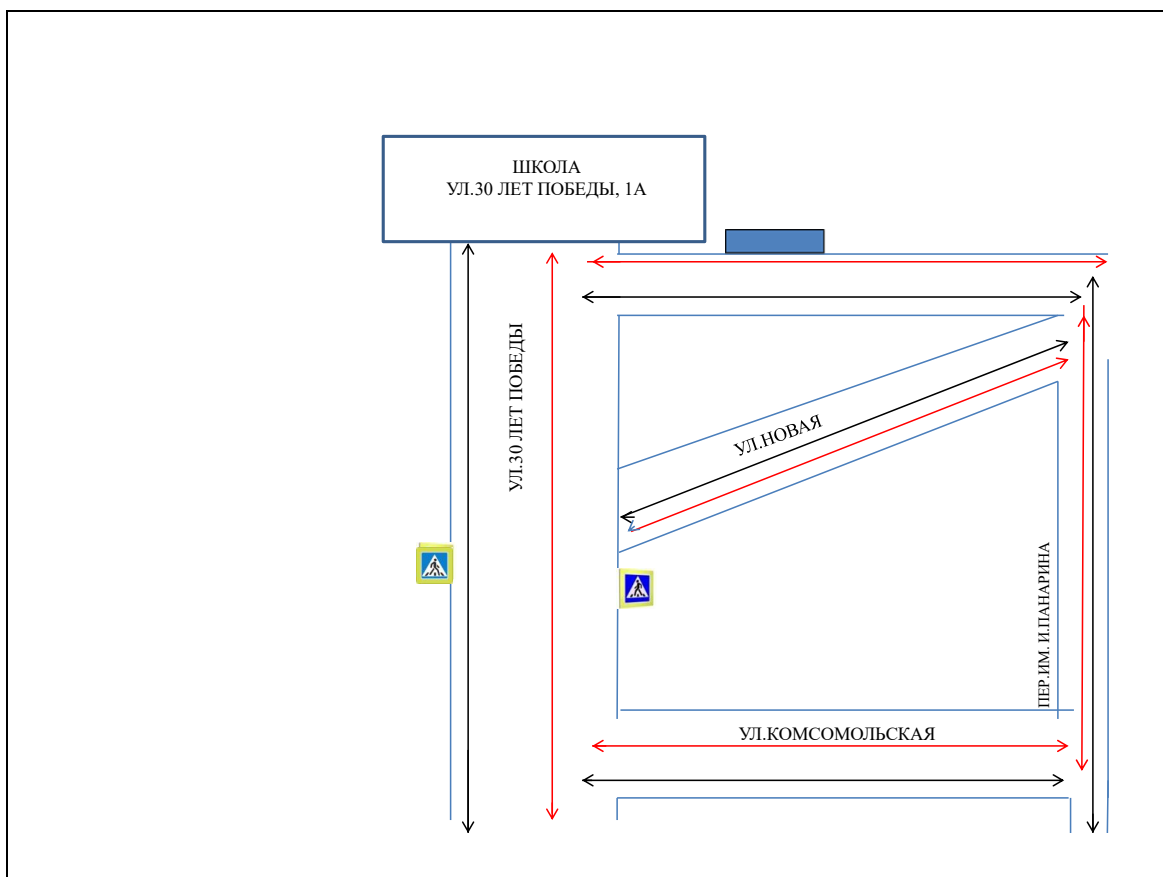 ШКОЛА
УЛ.30 ЛЕТ ПОБЕДЫ, 1А
УЛ.30 ЛЕТ ПОБЕДЫ
УЛ.НОВАЯ
ПЕР.ИМ. И.ПАНАРИНА
УЛ.КОМСОМОЛЬСКАЯ